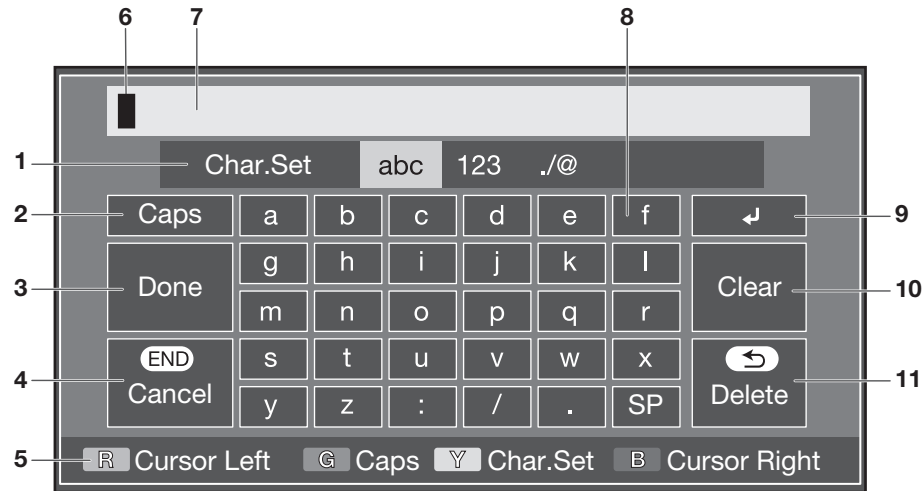 6 7 8
1 Char.Set abc 123 ./@
2 Caps a b c d e f ↲ 9
g h i j k l
3 Done Clear 10
m n o p q r
END s t u v w x
4 Cancel Delete 11
y z : / . SP
5 R Cursor Left G Caps Y Char.Set B Cursor Right